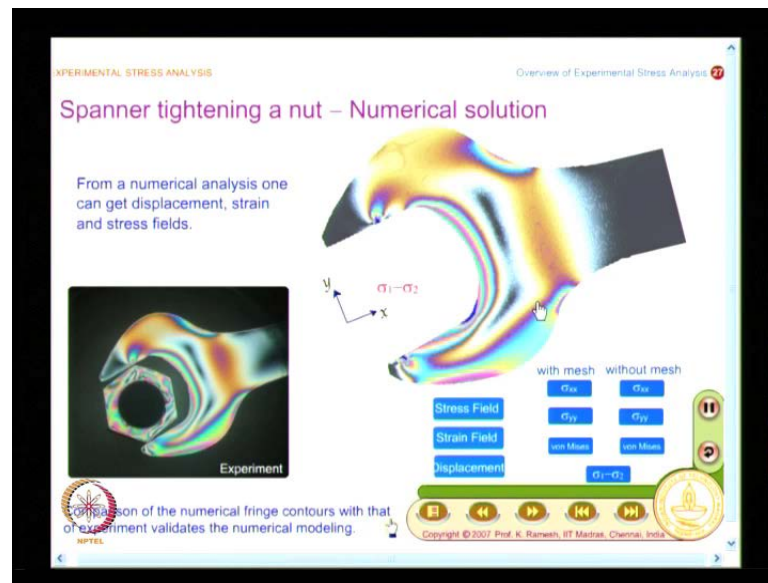 EXPERIMENTAL STRESS ANALYSIS
Overview of Experimental Stress Analysis 27
Spanner tightening a nut – Numerical solution
From a numerical analysis one
can get displacement, strain
and stress fields.
y
x
σ1–σ2
Experiment
with mesh without mesh
Stress Field
σxx σxx
σyy σyy
Strain Field
von Mises von Mises
Displacement
σ1–σ2
Comparison of the numerical fringe contours with that
of experiment validates the numerical modeling.
NPTEL
Copyright © 2007 Prof. K. Ramesh, IIT Madras, Chennai, India